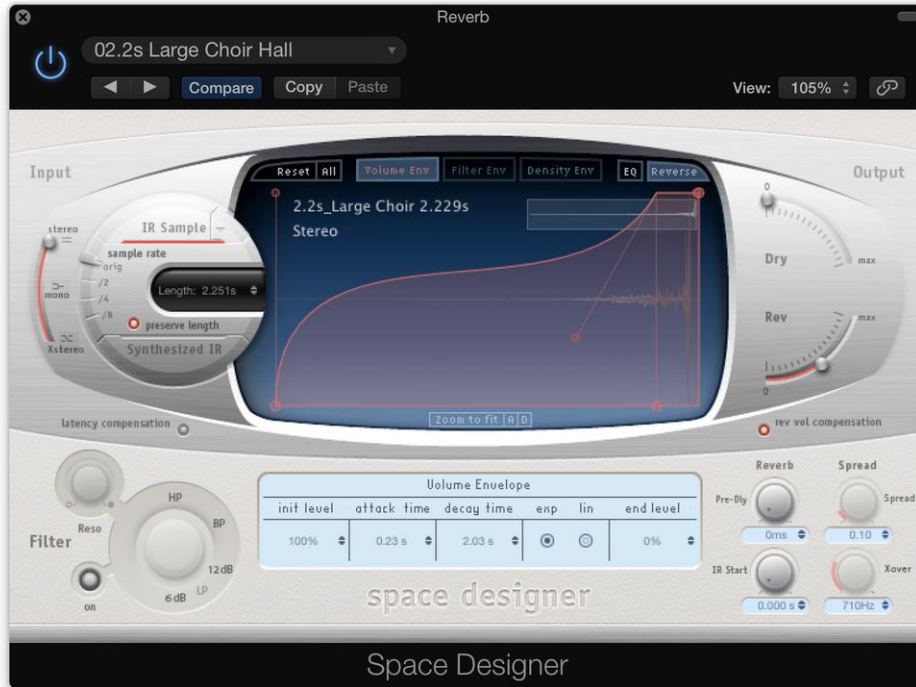 Reverb
02.2s Large Choir Hall
Compare Copy Paste View: 105%
Input
Output
Reset All Volume Env Filter Env Density Env EQ Reverse
2.2s_Large Choir 2.229s
Stereo
IR Sample
sample rate
orig
/2
/4
/8
Length: 2.251s
preserve length
Synthesized IR
stereo
mono
Xstereo
latency compensation
Zoom to fit A D
0
Dry
max
Rev
max
0
rev vol compensation
Filter
Reso
on
HP
BP
12dB
LP
6dB
Volume Envelope
init level attack time decay time exp lin end level
100% 0.23 s 2.03 s 0%
space designer
Reverb Spread
Pre-Dly Spread
0ms 0.10
IR Start Xover
0.000 s 710Hz
Space Designer